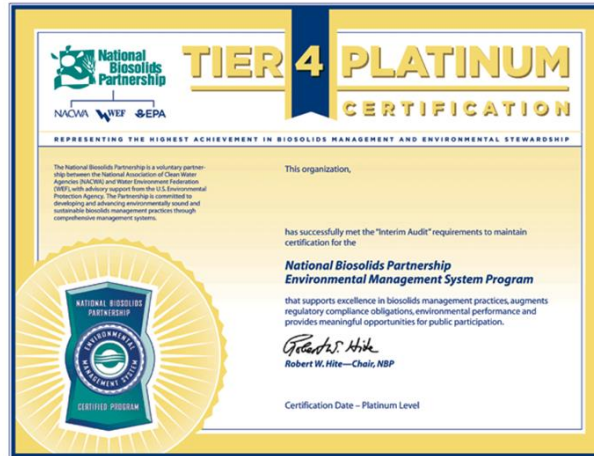 National
Biosolids
Partnership
NACWA WEF EPA
TIER 4 PLATINUM
CERTIFICATION
REPRESENTING THE HIGHEST ACHIEVEMENT IN BIOSOLIDS MANAGEMENT AND ENVIRONMENTAL STEWARDSHIP
The National Biosolids Partnership is a voluntary partner-
ship between the National Association of Clean Water
Agencies (NACWA) and Water Environment Federation
(WEF), with advisory support from the U.S. Environmental
Protection Agency. The Partnership is committed to
developing and advancing environmentally sound and
sustainable biosolids management practices through
comprehensive management systems.
This organization,
has successfully met the "Interim Audit" requirements to maintain
certification for the
National Biosolids Partnership
Environmental Management System Program
that supports excellence in biosolids management practices, augments
regulatory compliance obligations, environmental performance and
provides meaningful opportunities for public participation.
Robert W. Hite
Robert W. Hite—Chair, NBP
Certification Date – Platinum Level
NATIONAL BIOSOLIDS
PARTNERSHIP
ENVIRONMENTAL
MANAGEMENT SYSTEM
CERTIFIED PROGRAM